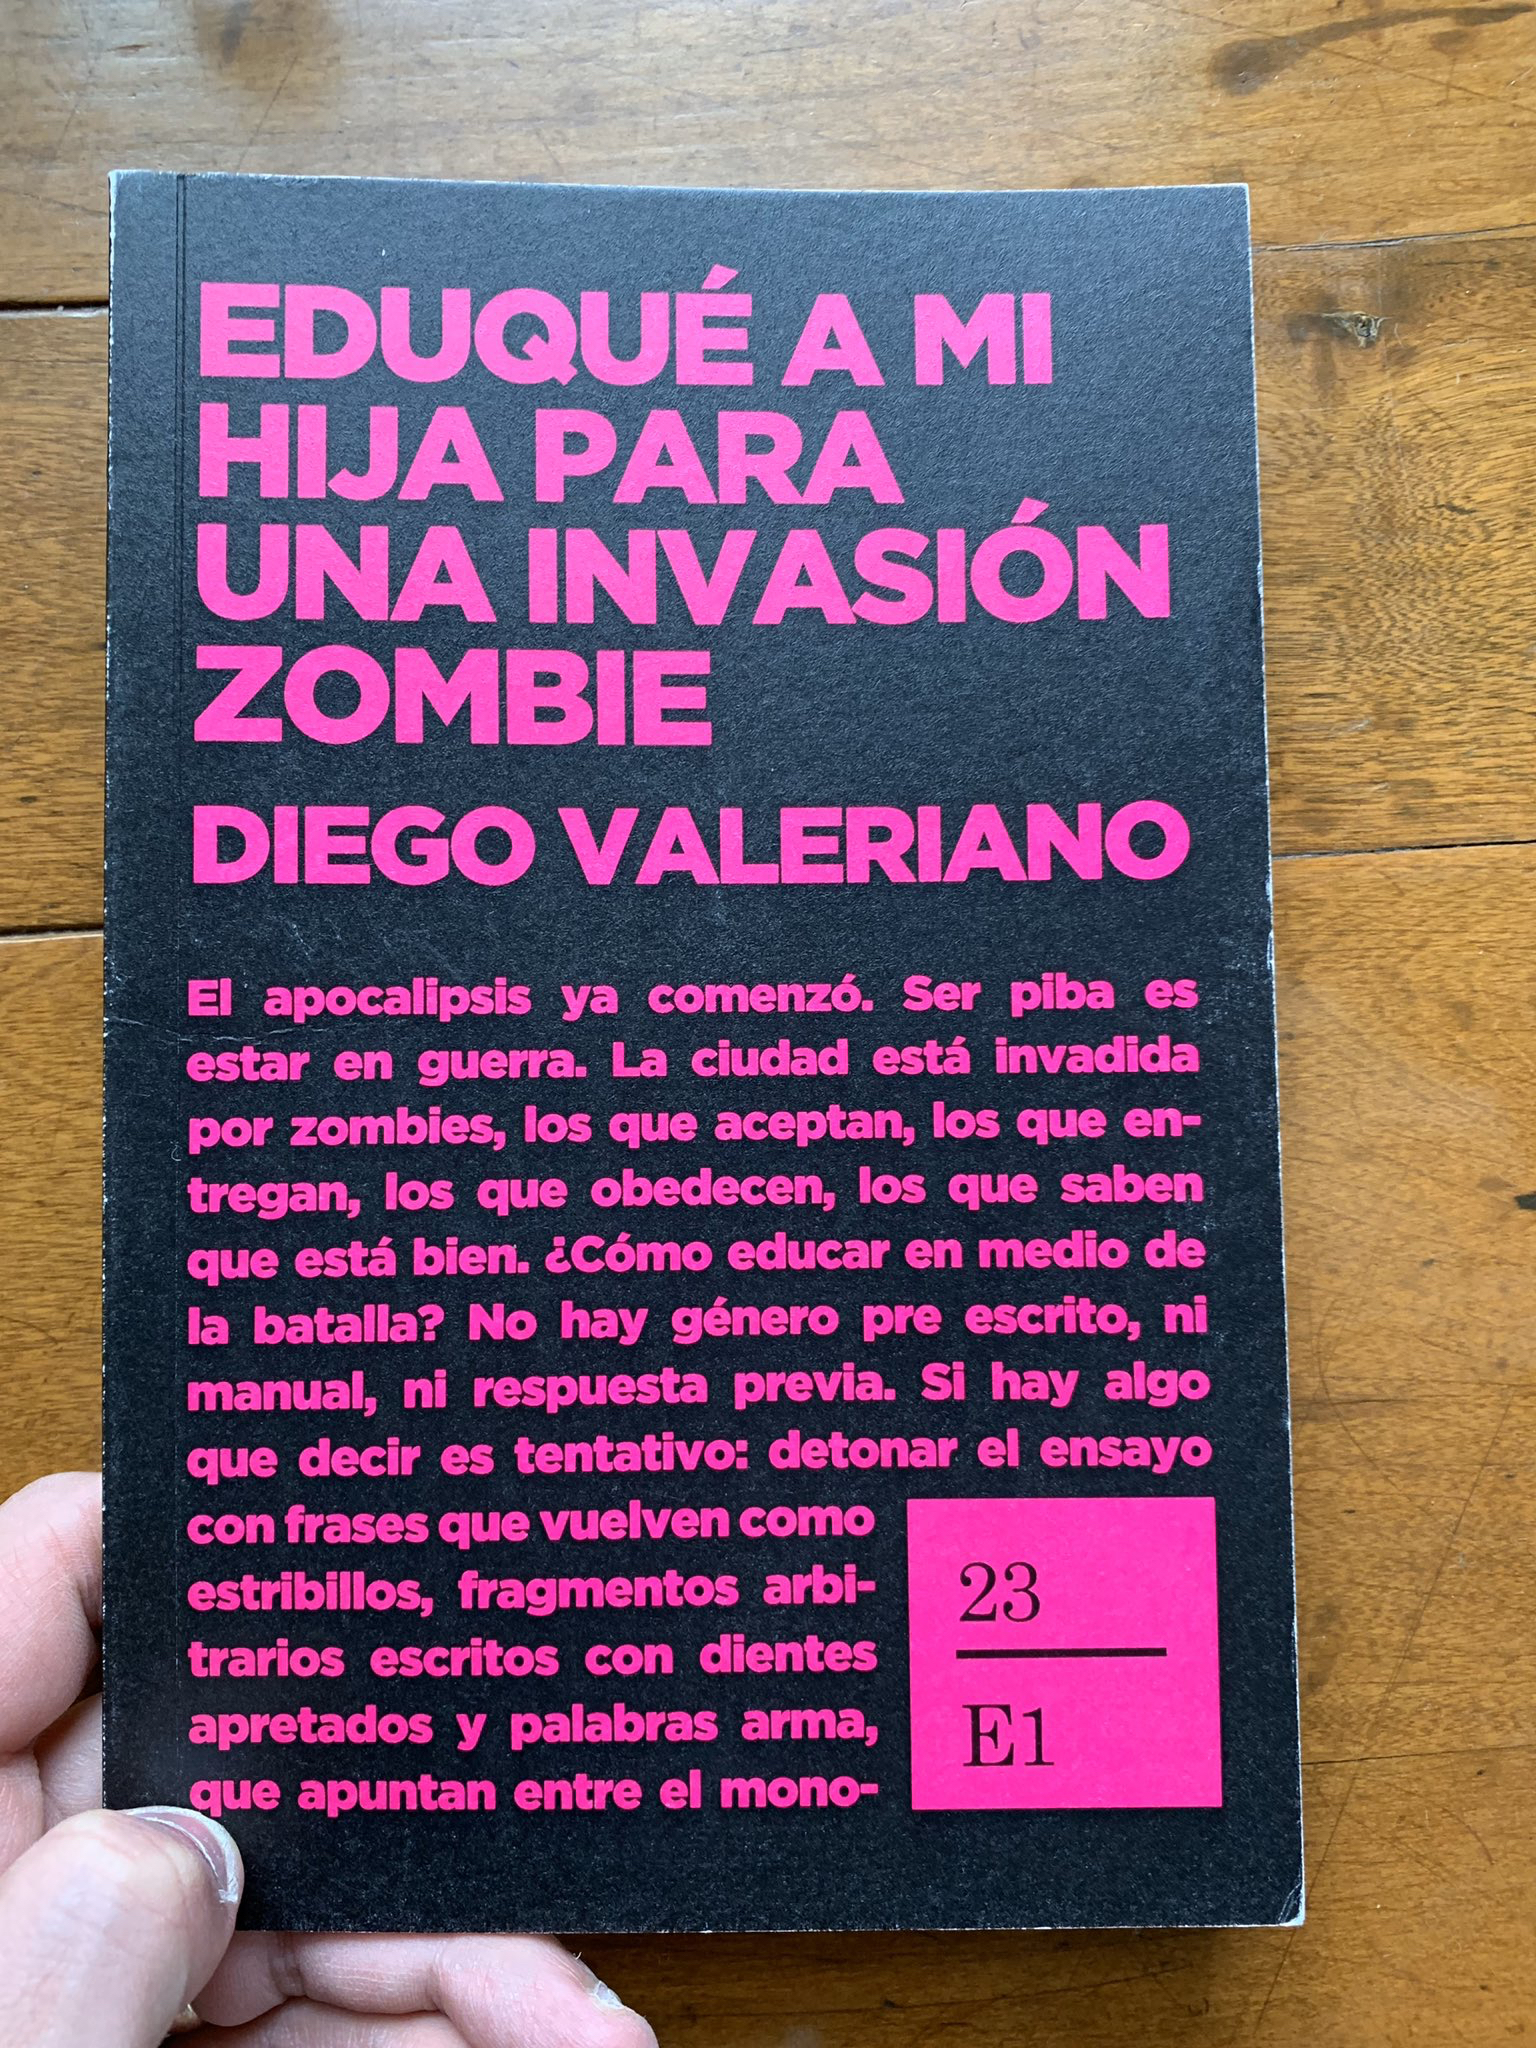 EDUQUÉ A MI
HIJA PARA
UNA INVASIÓN
ZOMBIE
DIEGO VALERIANO
El apocalipsis ya comenzó. Ser piba es
estar en guerra. La ciudad está invadida
por zombies, los que aceptan, los que en-
tregan, los que obedecen, los que saben
que está bien. ¿Cómo educar en medio de
la batalla? No hay género pre escrito, ni
manual, ni respuesta previa. Si hay algo
que decir es tentativo: detonar el ensayo
con frases que vuelven como
estribillos, fragmentos arbi-
trarios escritos con dientes
apretados y palabras arma,
que apuntan entre el mono-
23
E1